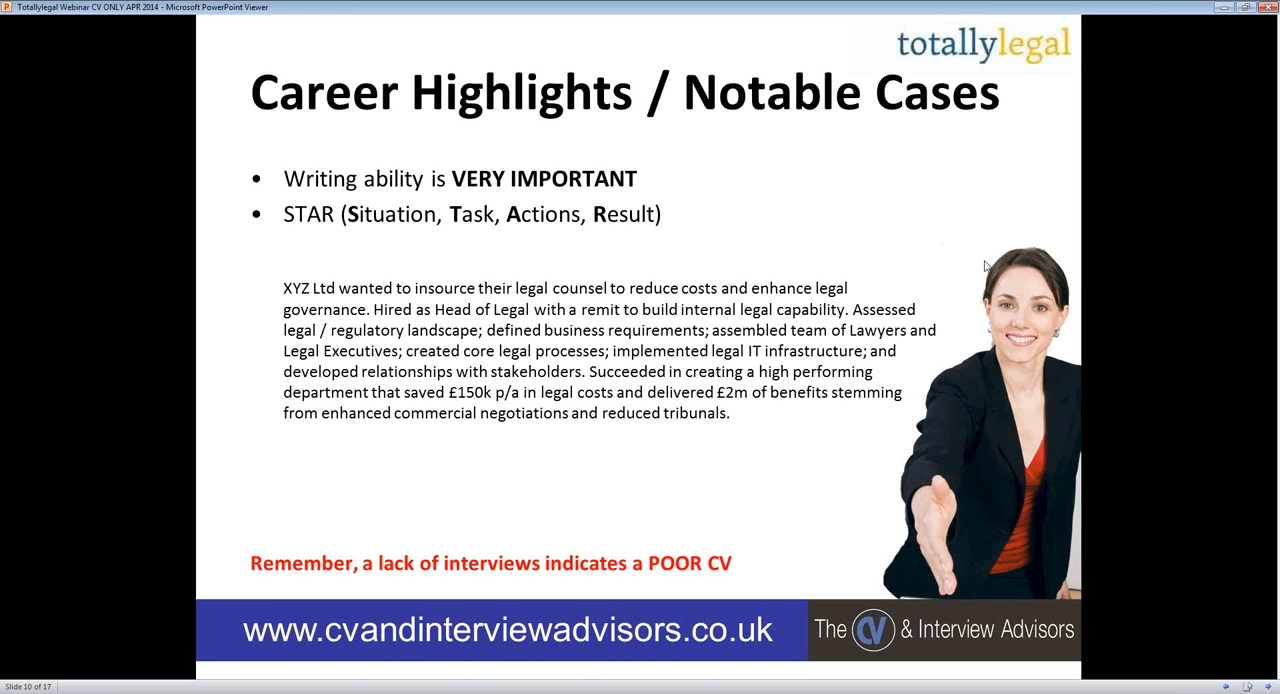 Totallylegal Webinar CV ONLY APR 2014 - Microsoft PowerPoint Viewer
totallylegal
Career Highlights / Notable Cases
• Writing ability is VERY IMPORTANT
• STAR (Situation, Task, Actions, Result)
XYZ Ltd wanted to insource their legal counsel to reduce costs and enhance legal
governance. Hired as Head of Legal with a remit to build internal legal capability. Assessed
legal / regulatory landscape; defined business requirements; assembled team of Lawyers and
Legal Executives; created core legal processes; implemented legal IT infrastructure; and
developed relationships with stakeholders. Succeeded in creating a high performing
department that saved £150k p/a in legal costs and delivered £2m of benefits stemming
from enhanced commercial negotiations and reduced tribunals.
Remember, a lack of interviews indicates a POOR CV
www.cvandinterviewadvisors.co.uk
The CV & Interview Advisors
Slide 10 of 17